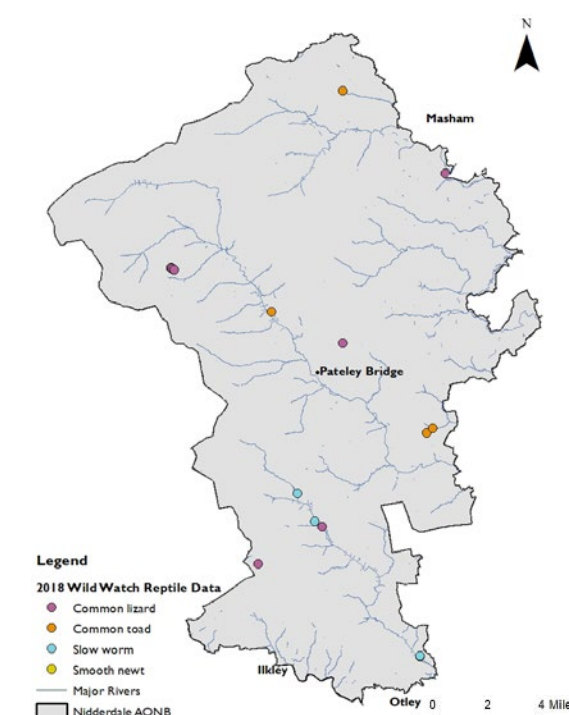 N
Masham
Pateley Bridge
Legend
2018 Wild Watch Reptile Data
Common lizard
Common toad
Slow worm
Smooth newt
Major Rivers
Nidderdale AONB
Ilkley
Otley
0 2 4 Mile